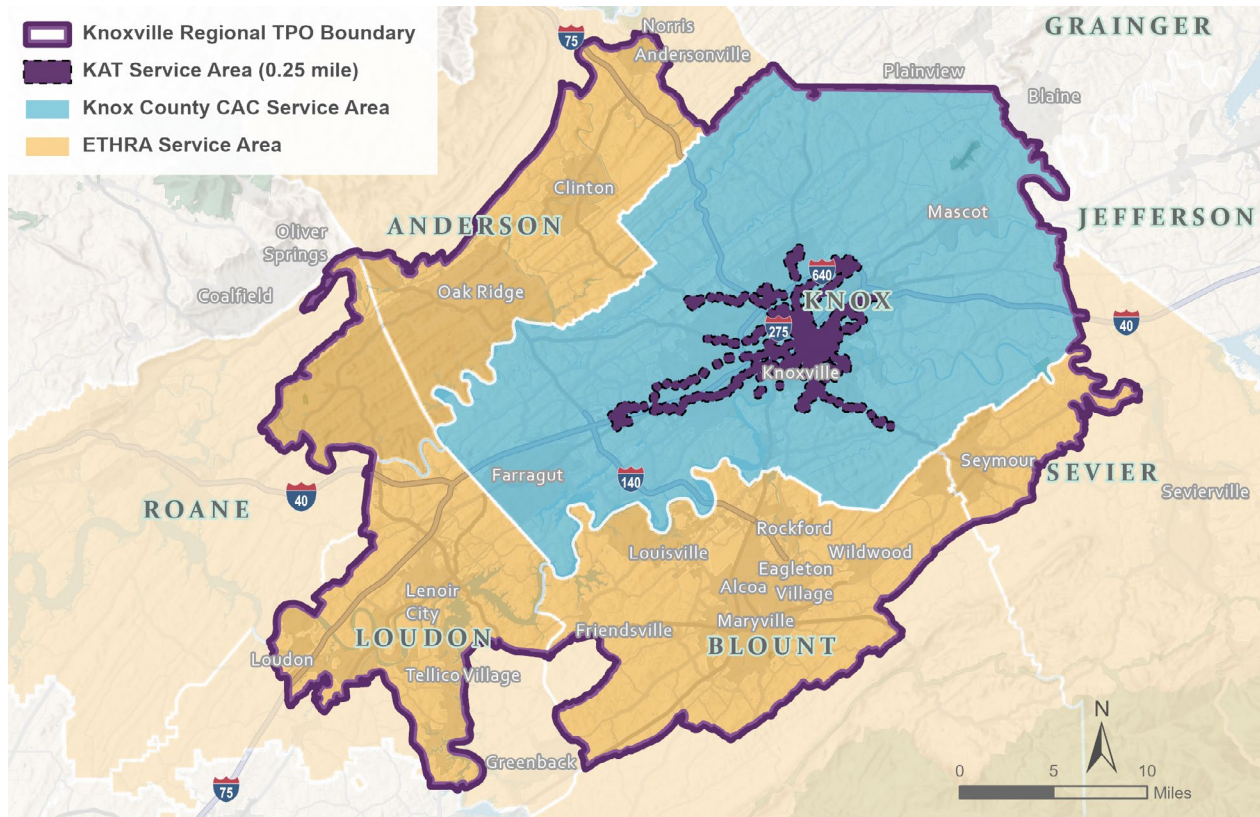 Knoxville Regional TPO Boundary
KAT Service Area (0.25 mile)
Knox County CAC Service Area
ETHRA Service Area
Norris
GRAINGER
75
Andersonville
Plainview
Blaine
Clinton
Mascot
JEFFERSON
ANDERSON
Oliver
Springs
640
Coalfield
Oak Ridge
KNOX
275
40
Knoxville
Farragut
Seymour
SEVIER
140
Sevierville
40
ROANE
Rockford
Louisville
Wildwood
Eagleton
Village
Alcoa
Lenoir
City
Maryville
Friendsville
LOUDON
BLOUNT
Loudon
Tellico Village
N
Greenback
0 5 10
Miles
75